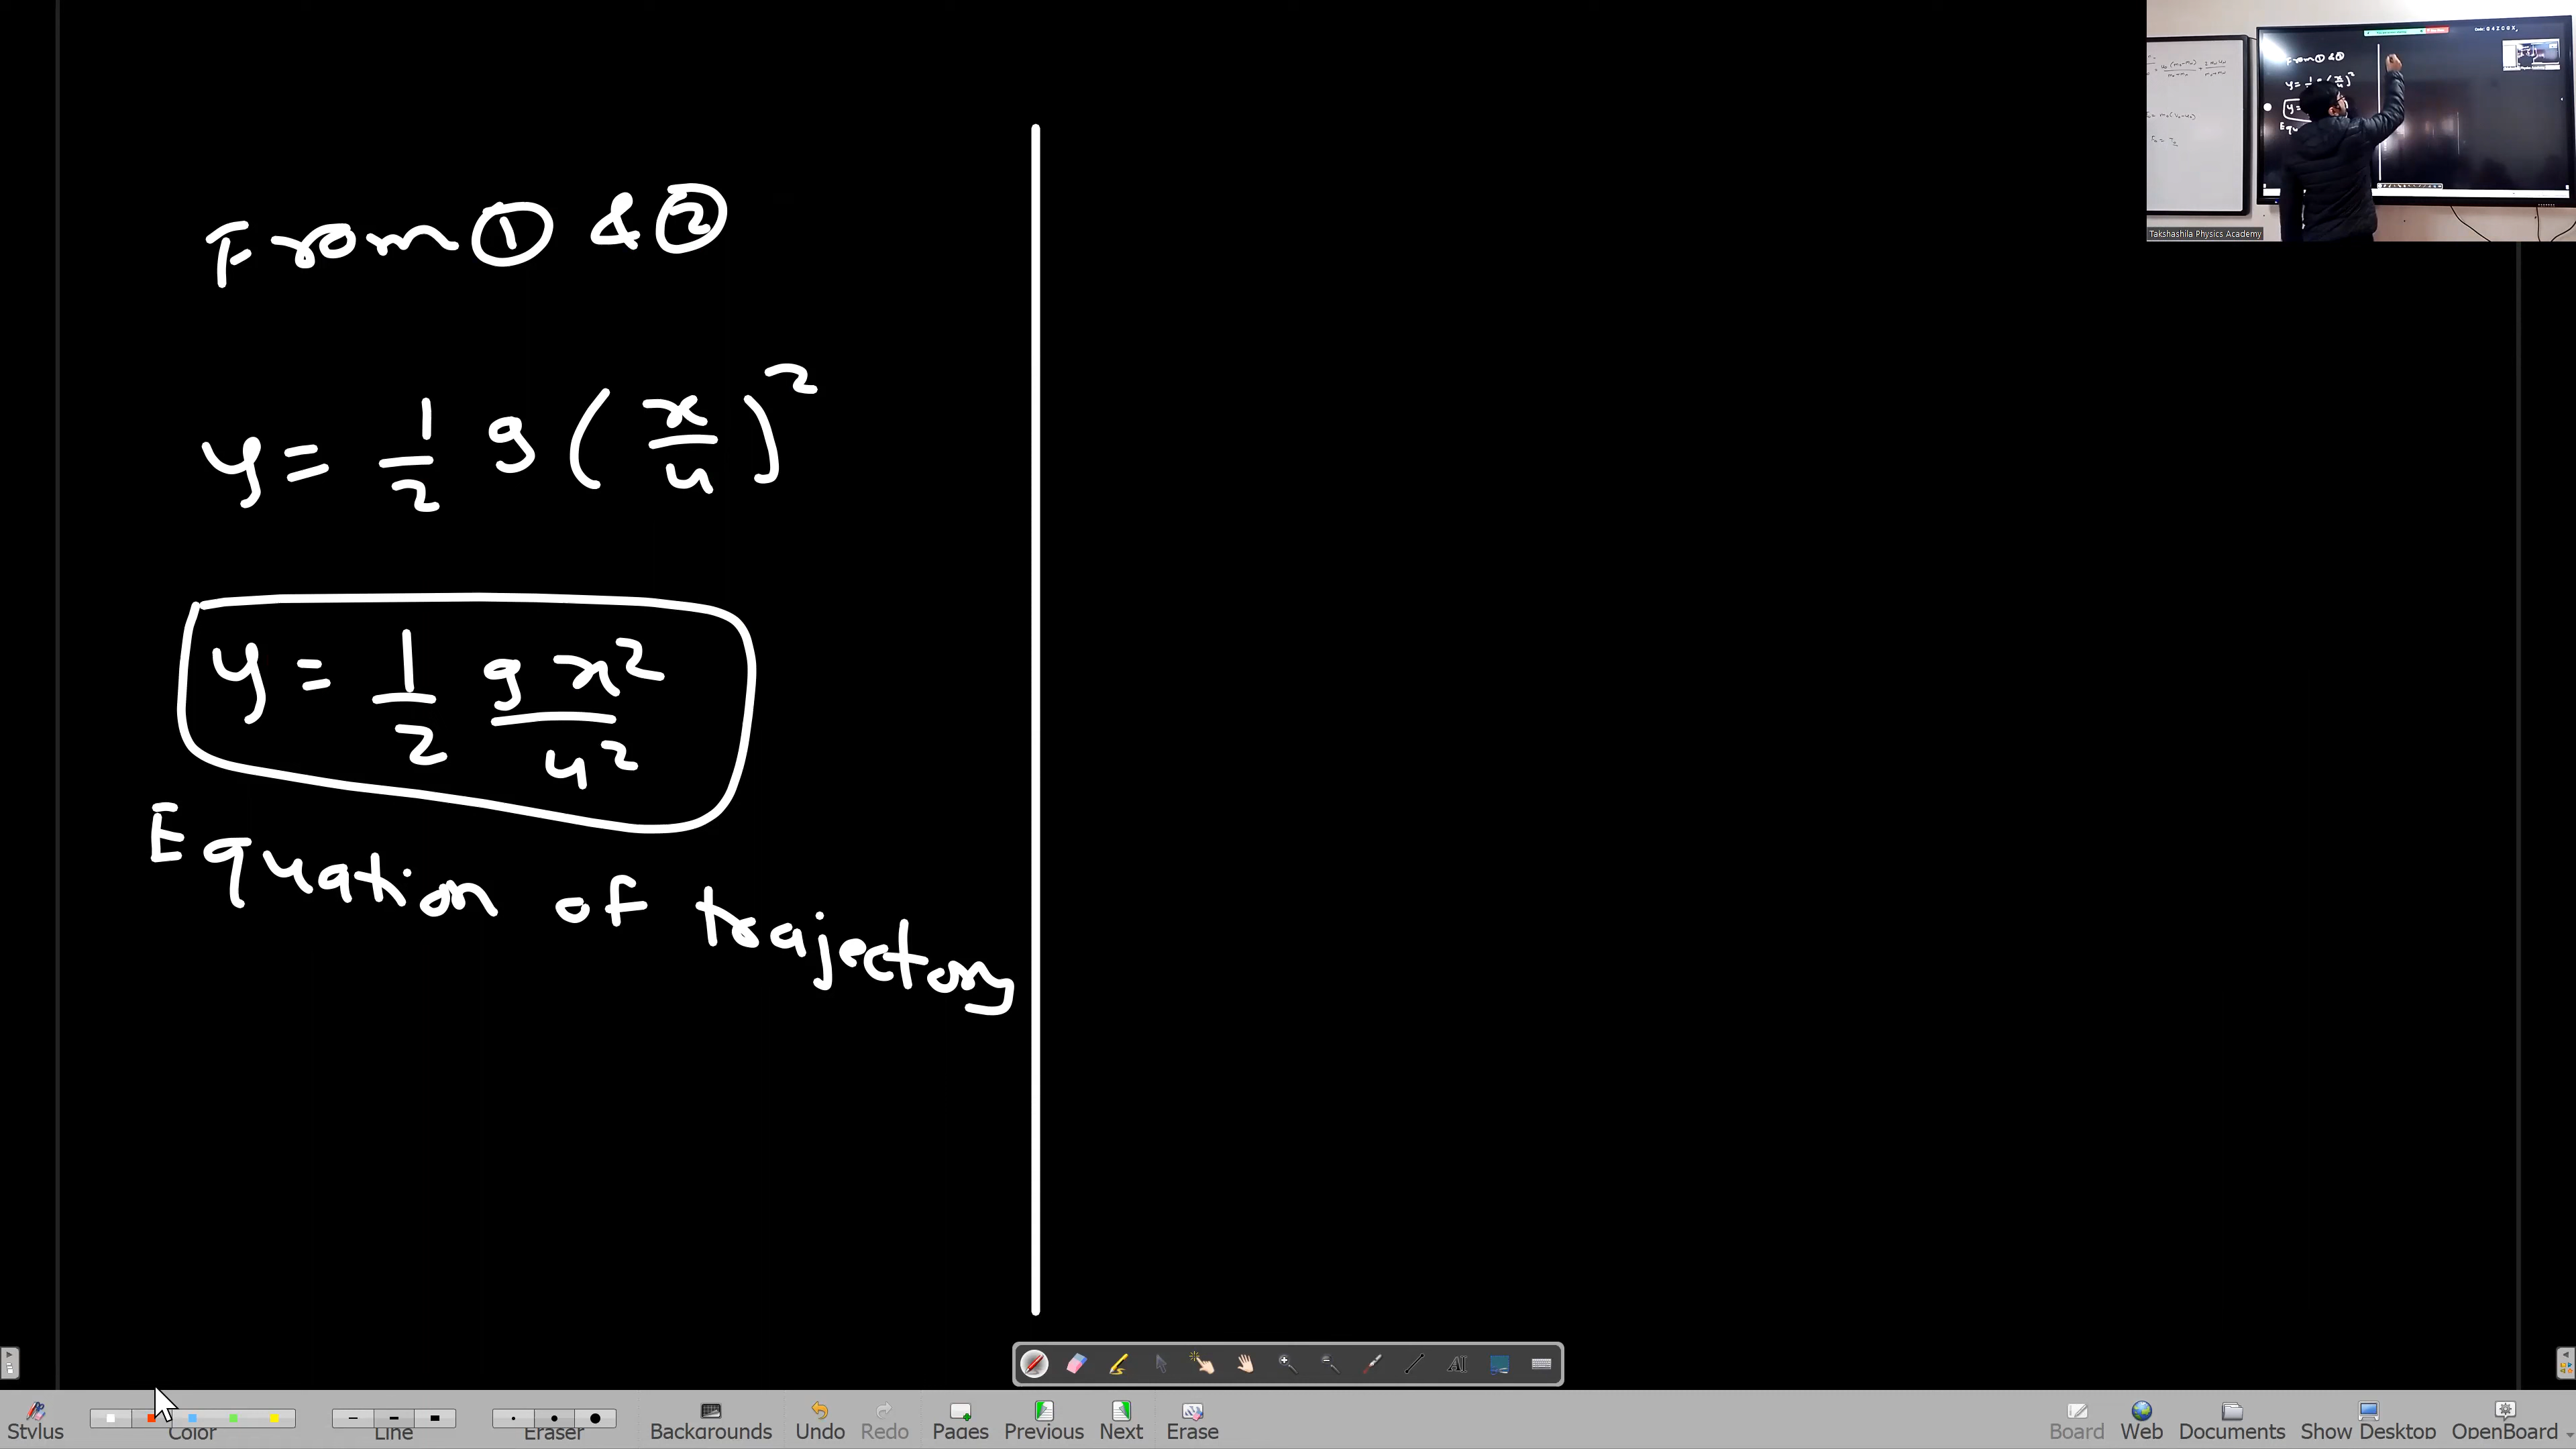 From ① & ②
y = 1/2 g (x/u)²
y = 1/2 gx²/u²
Equation of trajectory
Takshashila Physics Academy
Stylus Color Line Eraser Backgrounds Undo Redo Pages Previous Next Erase Board Web Documents Show Desktop OpenBoard